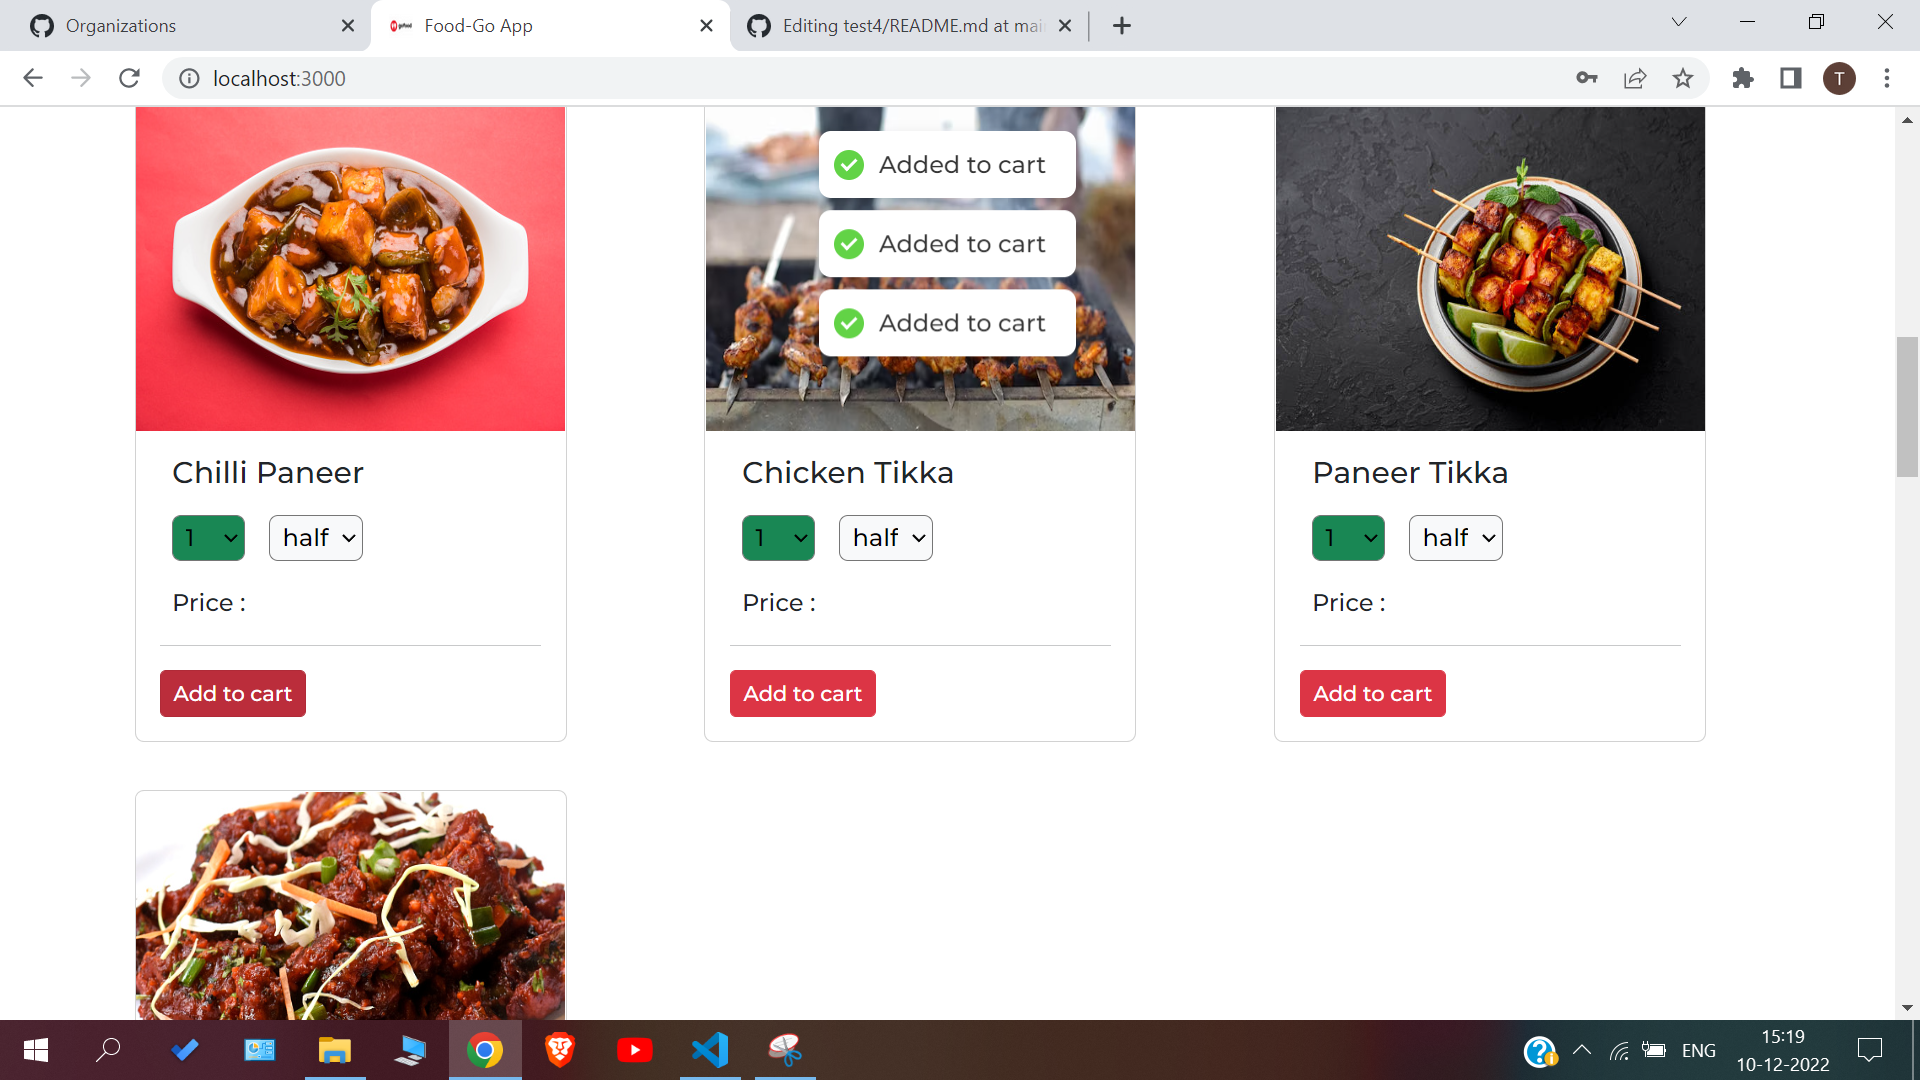 Organizations
Food-Go App
Editing test4/README.md at mai
localhost:3000
T
Added to cart
Added to cart
Added to cart
Chilli Paneer
Chicken Tikka
Paneer Tikka
1 half
1 half
1 half
Price :
Price :
Price :
Add to cart
Add to cart
Add to cart
ENG
15:19
10-12-2022